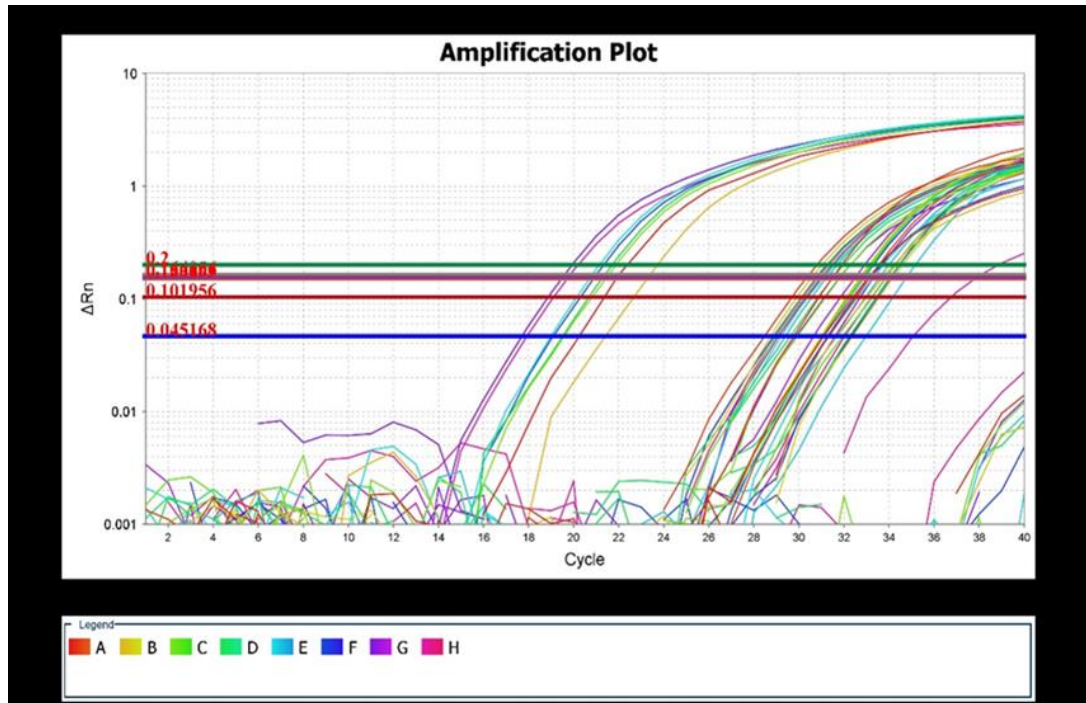 Amplification Plot
10
1
0.2
0.101956
0.1
0.045168
0.01
0.001
ΔRn
2 4 6 8 10 12 14 16 18 20 22 24 26 28 30 32 34 36 38 40
Cycle
Legend
A B C D E F G H